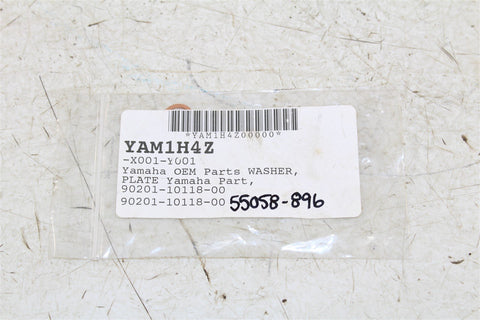 *YAM1H4Z00000*
YAM1H4Z
-X001-Y001
Yamaha OEM Parts WASHER,
PLATE Yamaha Part,
90201-10118-00
90201-10118-00 55058-896